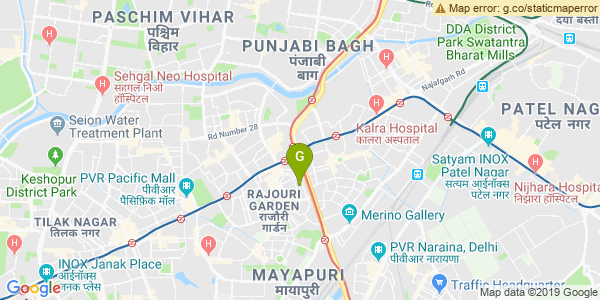 Map error: g.co/staticmaperror
PASCHIM VIHAR
पश्चिम
विहार
PUNJABI BAGH
पंजाबी
बाग
DDA District
Park Swatantra
Bharat Mills
दया बस्ती
Sehgal Neo Hospital
सहगल निओ
हॉस्पिटल
Najafgarh Rd
Seion Water
Treatment Plant
Rd Number 28
Kalra Hospital
कालरा अस्पताल
PATEL NAG
पटेल नगर
Keshopur
District Park
PVR Pacific Mall
पीवीआर
पैसिफ़िक मॉल
G
Satyam INOX
Patel Nagar
सत्यम आईनॉक्स
पटेल नगर
RAJOURI
GARDEN
राजौरी
गार्डन
Nijhara Hospital
निझारा हॉस्पिटल
TILAK NAGAR
तिलक नगर
Merino Gallery
INOX Janak Place
आईनॉक्स
जनक प्लेस
PVR Naraina, Delhi
पीवीआर नारायणा
MAYAPURI
मायापुरी
Traffic Headquarter
Google
Map data ©2019 Google